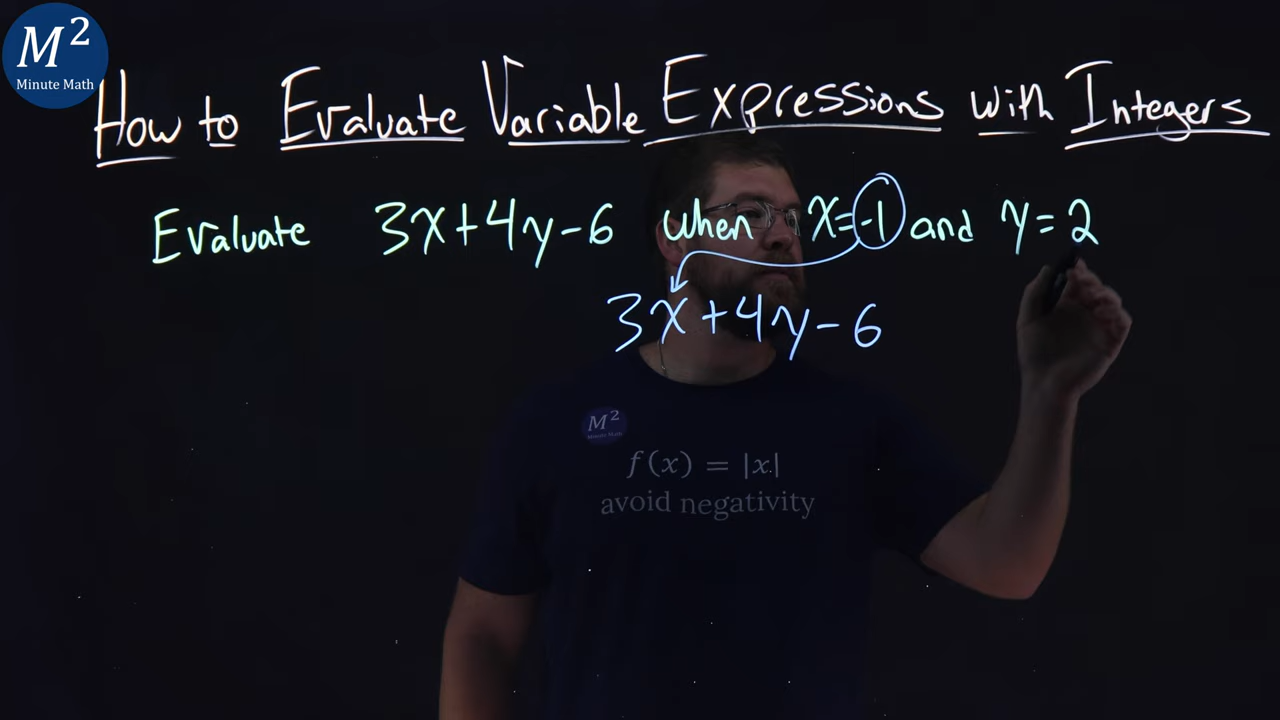 M²
Minute Math
How to Evaluate Variable Expressions with Integers
Evaluate 3x+4y-6 when x=-1 and y=2
3x+4y-6
M²
Minute Math
f(x) = |x|
avoid negativity